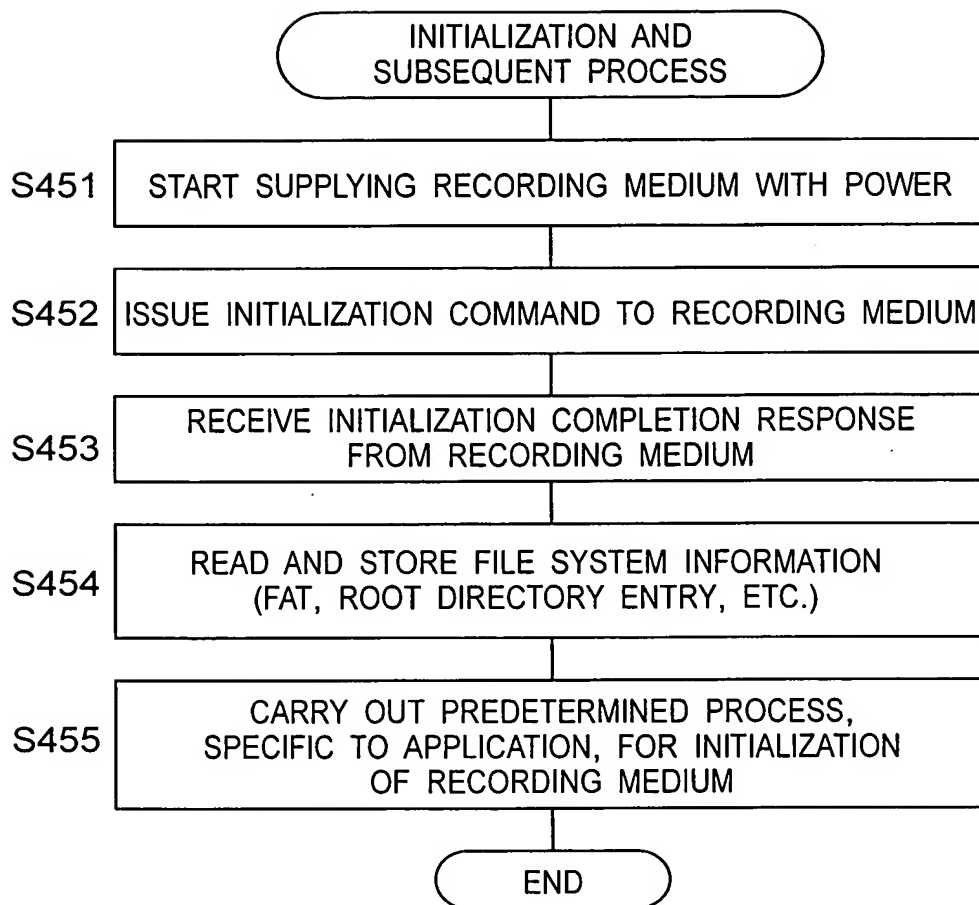 INITIALIZATION AND
SUBSEQUENT PROCESS
S451
START SUPPLYING RECORDING MEDIUM WITH POWER
S452
ISSUE INITIALIZATION COMMAND TO RECORDING MEDIUM
S453
RECEIVE INITIALIZATION COMPLETION RESPONSE
FROM RECORDING MEDIUM
S454
READ AND STORE FILE SYSTEM INFORMATION
(FAT, ROOT DIRECTORY ENTRY, ETC.)
S455
CARRY OUT PREDETERMINED PROCESS,
SPECIFIC TO APPLICATION, FOR INITIALIZATION
OF RECORDING MEDIUM
END